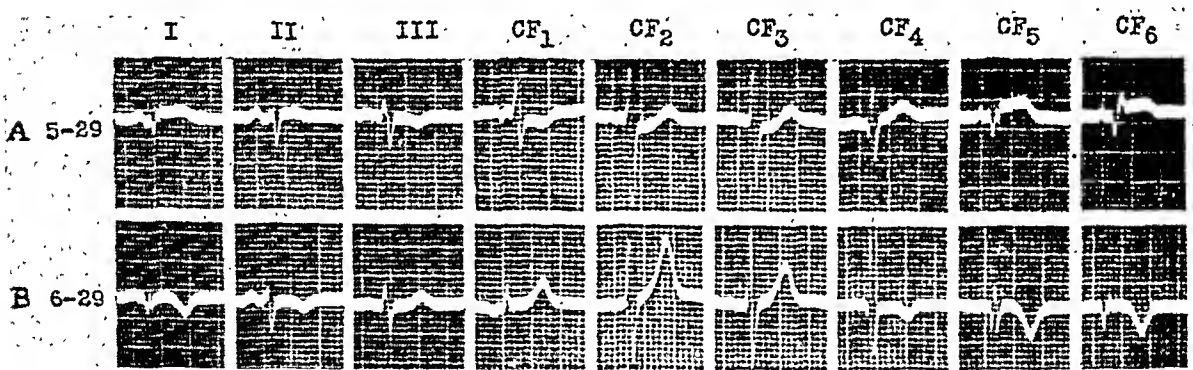 I II III CF₁ CF₂ CF₃ CF₄ CF₅ CF₆
A 5-29
B 6-29